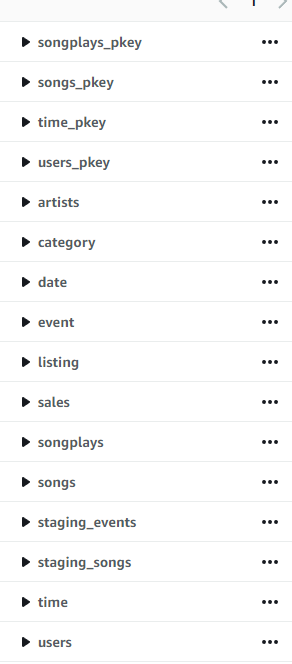 songplays_pkey
songs_pkey
time_pkey
users_pkey
artists
category
date
event
listing
sales
songplays
songs
staging_events
staging_songs
time
users